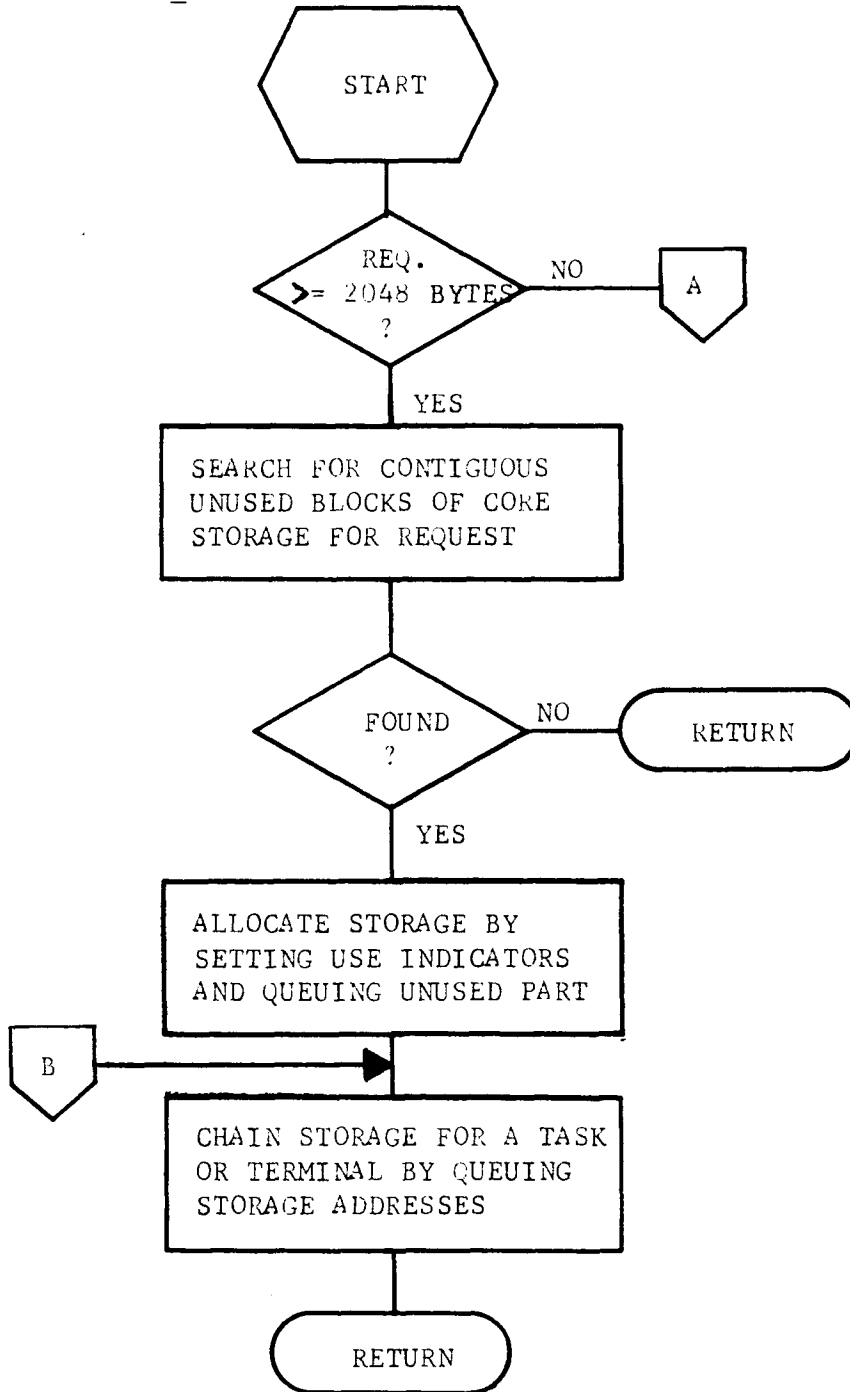 START
REQ.
>= 2048 BYTES
?
NO
A
YES
SEARCH FOR CONTIGUOUS
UNUSED BLOCKS OF CORE
STORAGE FOR REQUEST
FOUND
?
NO
RETURN
YES
ALLOCATE STORAGE BY
SETTING USE INDICATORS
AND QUEUING UNUSED PART
B
CHAIN STORAGE FOR A TASK
OR TERMINAL BY QUEUING
STORAGE ADDRESSES
RETURN